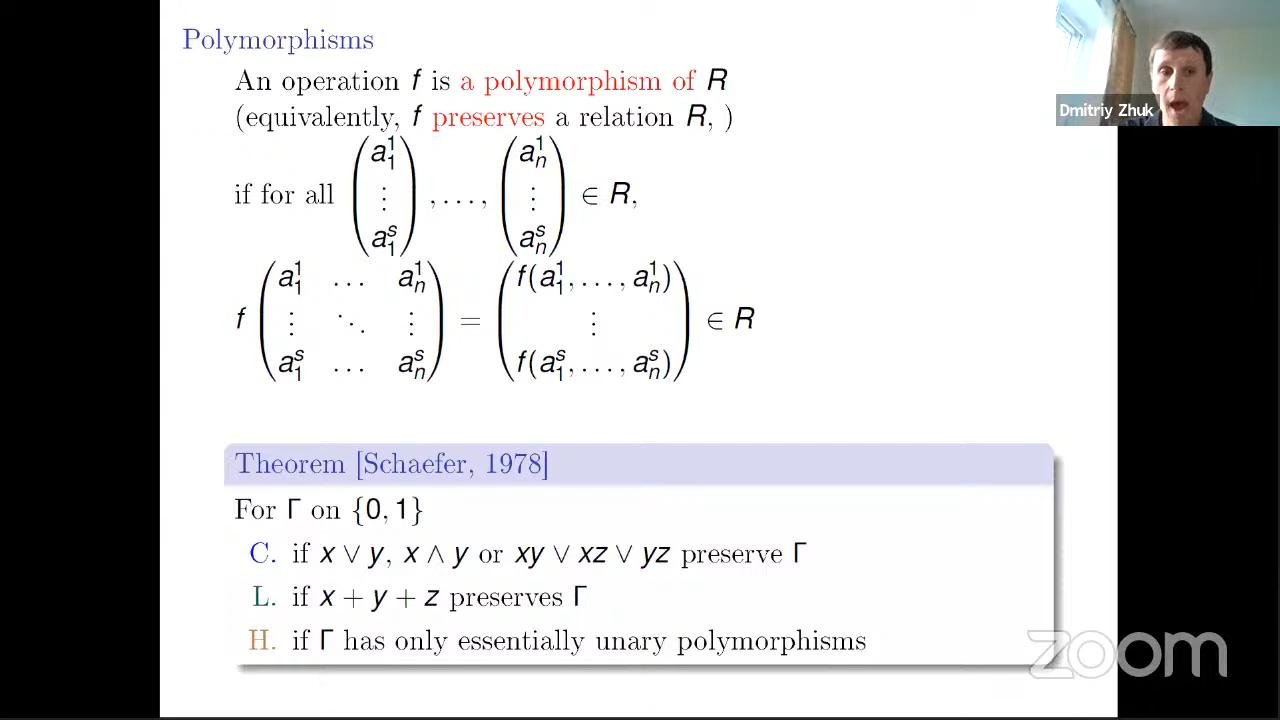 Polymorphisms
An operation f is a polymorphism of R
(equivalently, f preserves a relation R, )
if for all (a_1^1 ⋮ a_1^s) , . . . , (a_n^1 ⋮ a_n^s) ∈ R,
f (a_1^1 . . . a_n^1 ⋮ ⋱ ⋮ a_1^s . . . a_n^s) = (f(a_1^1, . . . , a_n^1) ⋮ f(a_1^s, . . . , a_n^s)) ∈ R
Theorem [Schaefer, 1978]
For Γ on {0, 1}
C. if x ∨ y, x ∧ y or xy ∨ xz ∨ yz preserve Γ
L. if x + y + z preserves Γ
H. if Γ has only essentially unary polymorphisms
Dmitriy Zhuk
zoom